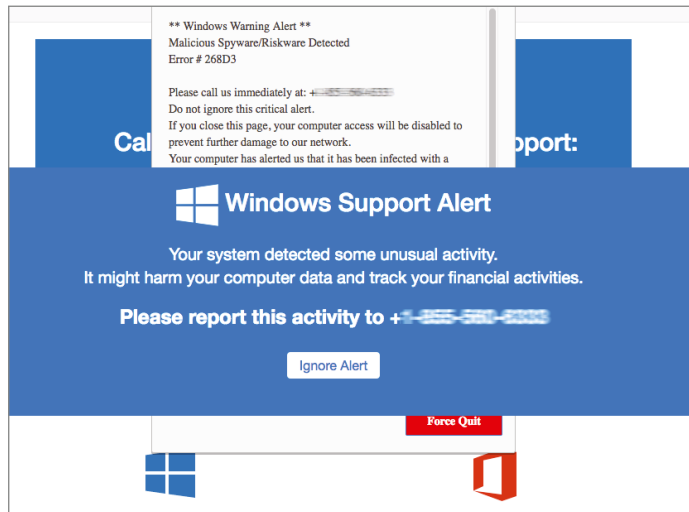 ** Windows Warning Alert **
Malicious Spyware/Riskware Detected
Error # 268D3
Please call us immediately at: +
Do not ignore this critical alert.
If you close this page, your computer access will be disabled to
prevent further damage to our network.
Your computer has alerted us that it has been infected with a
Cal
pport:
Windows Support Alert
Your system detected some unusual activity.
It might harm your computer data and track your financial activities.
Please report this activity to +
Ignore Alert
Force Quit